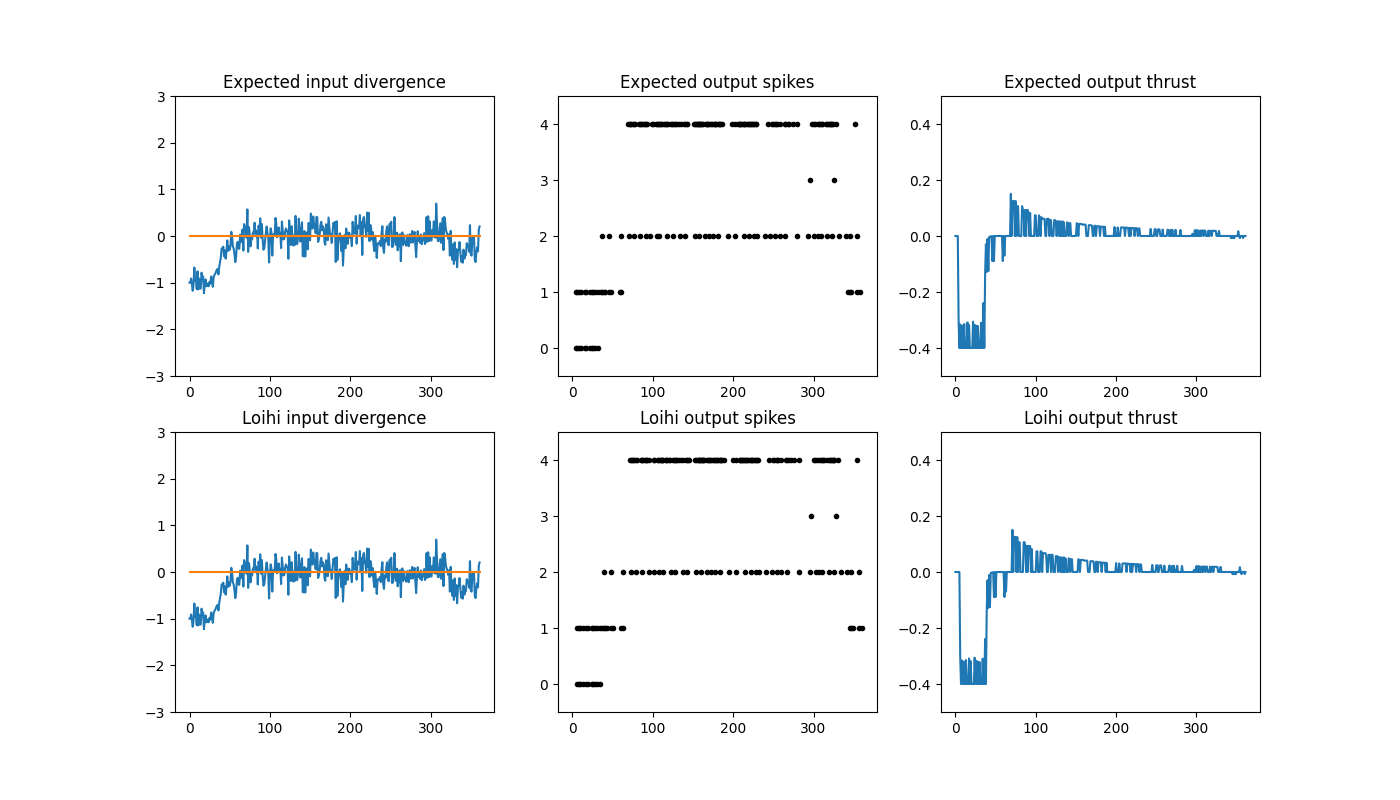 Expected input divergence
3
2
1
0
−1
−2
−3
0 100 200 300
Expected output spikes
4
3
2
1
0
0 100 200 300
Expected output thrust
0.4
0.2
0.0
−0.2
−0.4
0 100 200 300
Loihi input divergence
3
2
1
0
−1
−2
−3
0 100 200 300
Loihi output spikes
4
3
2
1
0
0 100 200 300
Loihi output thrust
0.4
0.2
0.0
−0.2
−0.4
0 100 200 300